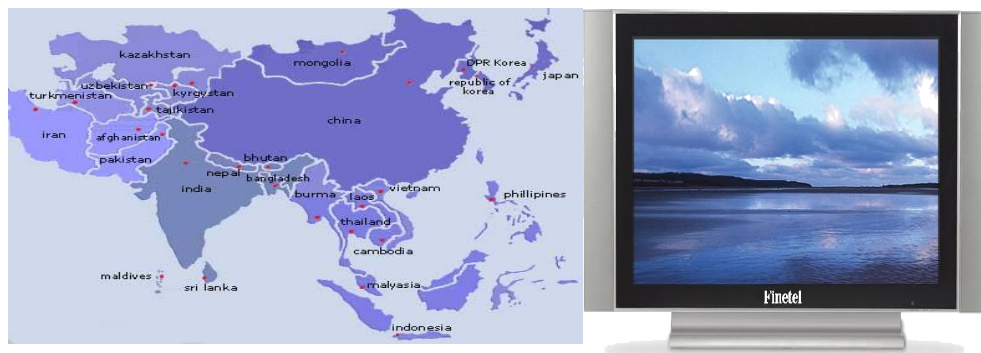 kazakhstan
mongolia
DPR Korea
japan
uzbekistan
kyrgystan
republic of
korea
turkmenistan
tajikistan
china
iran
afghanistan
pakistan
bhutan
nepal
bangladesh
india
burma
laos
vietnam
phillipines
thailand
cambodia
maldives
sri lanka
malyasia
indonesia
Finetel